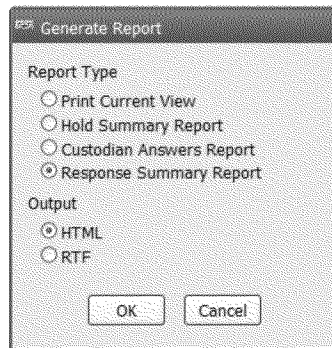 Generate Report
Report Type
Print Current View
Hold Summary Report
Custodian Answers Report
Response Summary Report
Output
HTML
RTF
OK Cancel